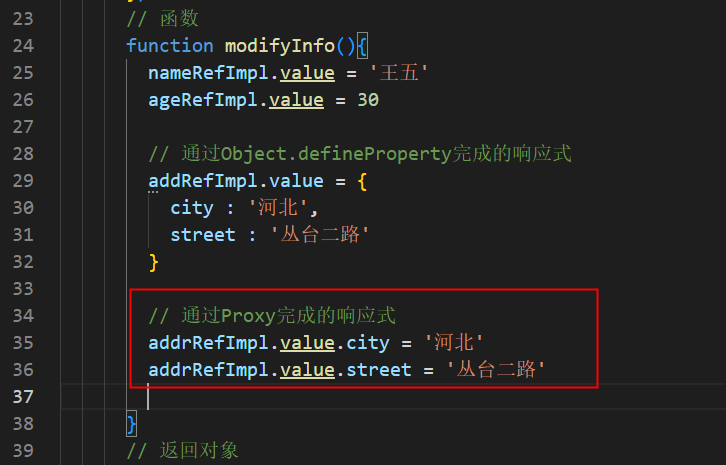 23 };
24 // 函数
function modifyInfo(){
25 nameRefImpl.value = '王五'
26 ageRefImpl.value = 30
27
28 // 通过Object.defineProperty完成的响应式
29 addRefImpl.value = {
30 city : '河北',
31 street : '丛台二路'
32 }
33
34 // 通过Proxy完成的响应式
35 addrRefImpl.value.city = '河北'
36 addrRefImpl.value.street = '丛台二路'
37
38 }
39 // 返回对象